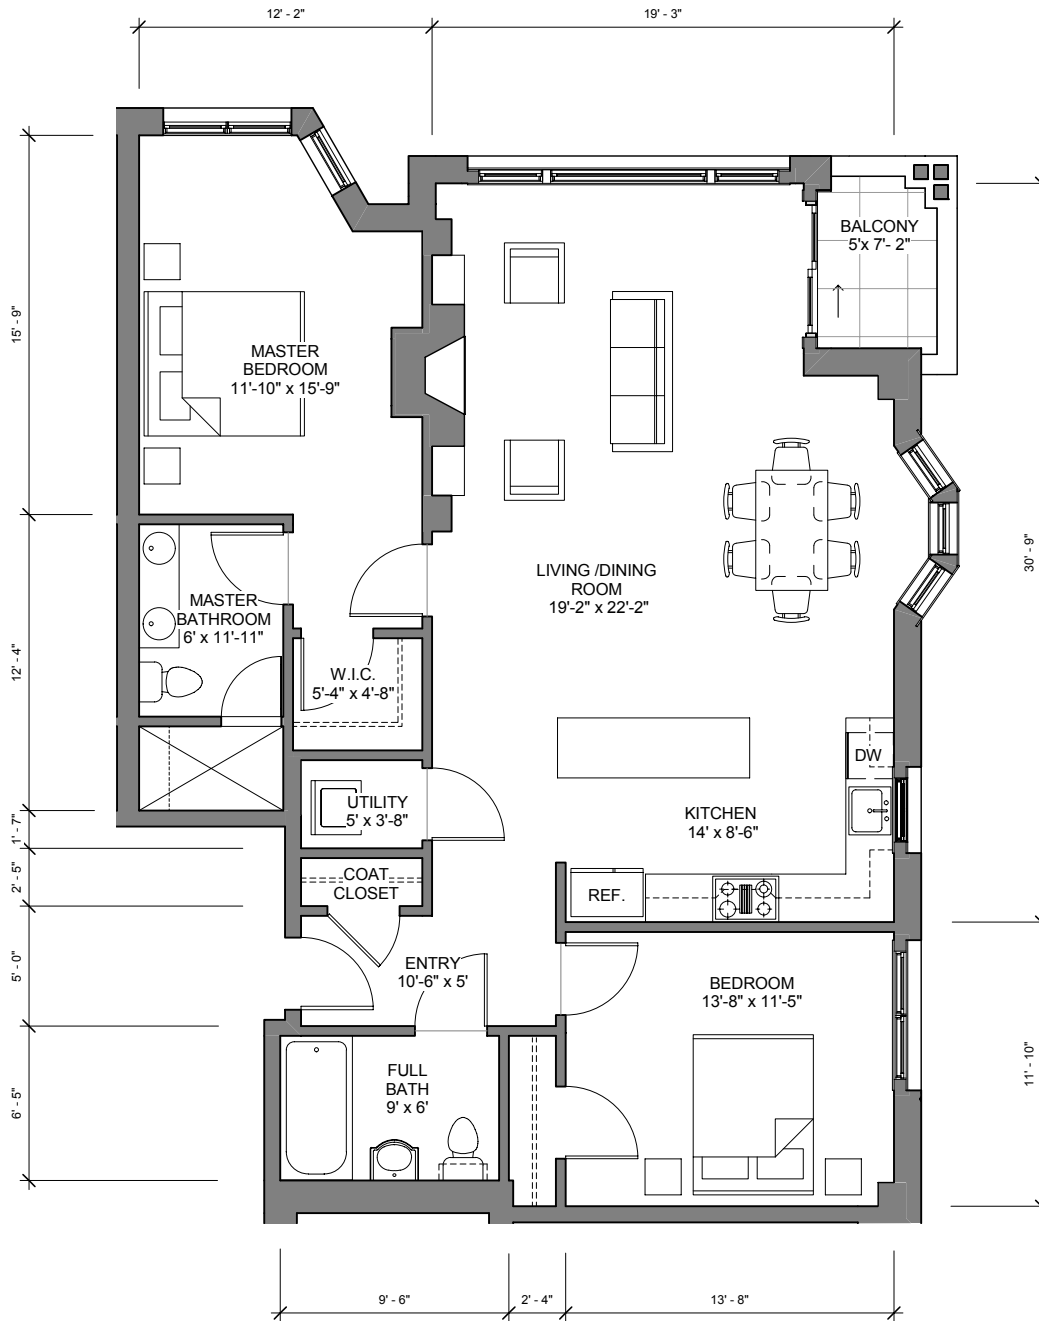 12' - 2"
19' - 3"
BALCONY
5'x 7'- 2"
15' - 9"
MASTER
BEDROOM
11'-10" x 15'-9"
30' - 9"
LIVING /DINING
ROOM
19'-2" x 22'-2"
MASTER
BATHROOM
6' x 11'-11"
12' - 4"
W.I.C.
5'-4" x 4'-8"
DW
UTILITY
5' x 3'-8"
KITCHEN
14' x 8'-6"
1' - 7"
2' - 5"
COAT
CLOSET
REF.
5' - 0"
ENTRY
10'-6" x 5'
BEDROOM
13'-8" x 11'-5"
11' - 10"
FULL
BATH
9' x 6'
6' - 5"
9' - 6"
2' - 4"
13' - 8"